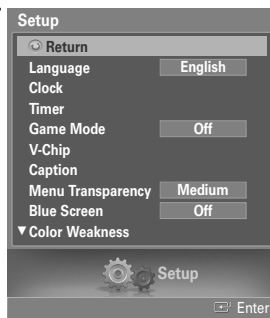 Setup
Return
Language English
Clock
Timer
Game Mode Off
V-Chip
Caption
Menu Transparency Medium
Blue Screen Off
▼Color Weakness
Setup
Enter